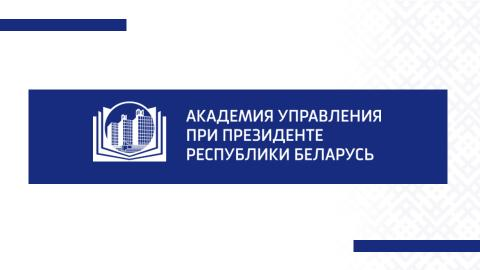 АКАДЕМИЯ УПРАВЛЕНИЯ
ПРИ ПРЕЗИДЕНТЕ
РЕСПУБЛИКИ БЕЛАРУСЬ